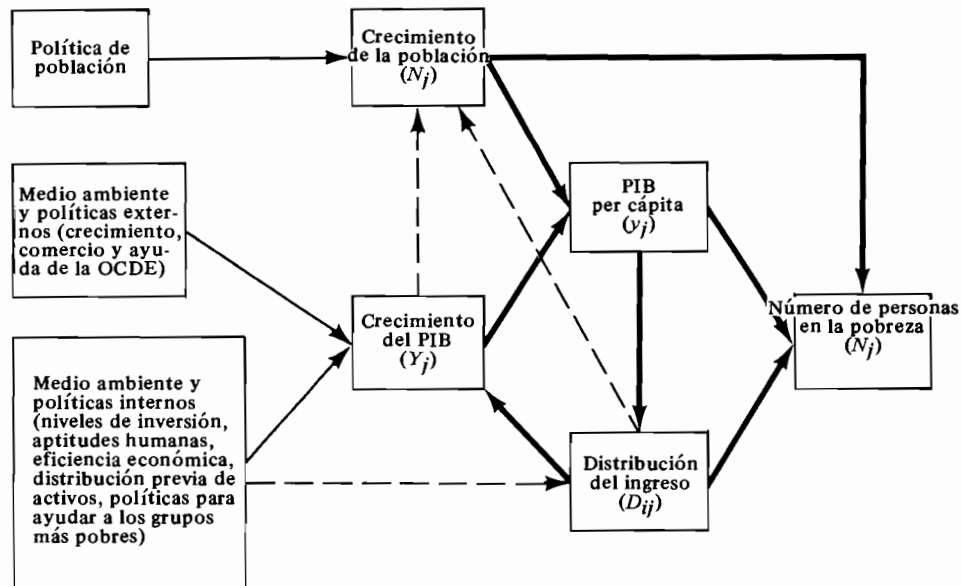 Política de
población
Crecimiento
de la población
(Nj)
Medio ambiente
y políticas exter-
nos (crecimiento,
comercio y ayu-
da de la OCDE)
PIB
per cápita
(yj)
Crecimiento
del PIB
(Yj)
Número de personas
en la pobreza
(Nj)
Medio ambiente y
políticas internos
(niveles de inversión,
aptitudes humanas,
eficiencia económica,
distribución previa de
activos, políticas para
ayudar a los grupos
más pobres)
Distribución
del ingreso
(Dij)